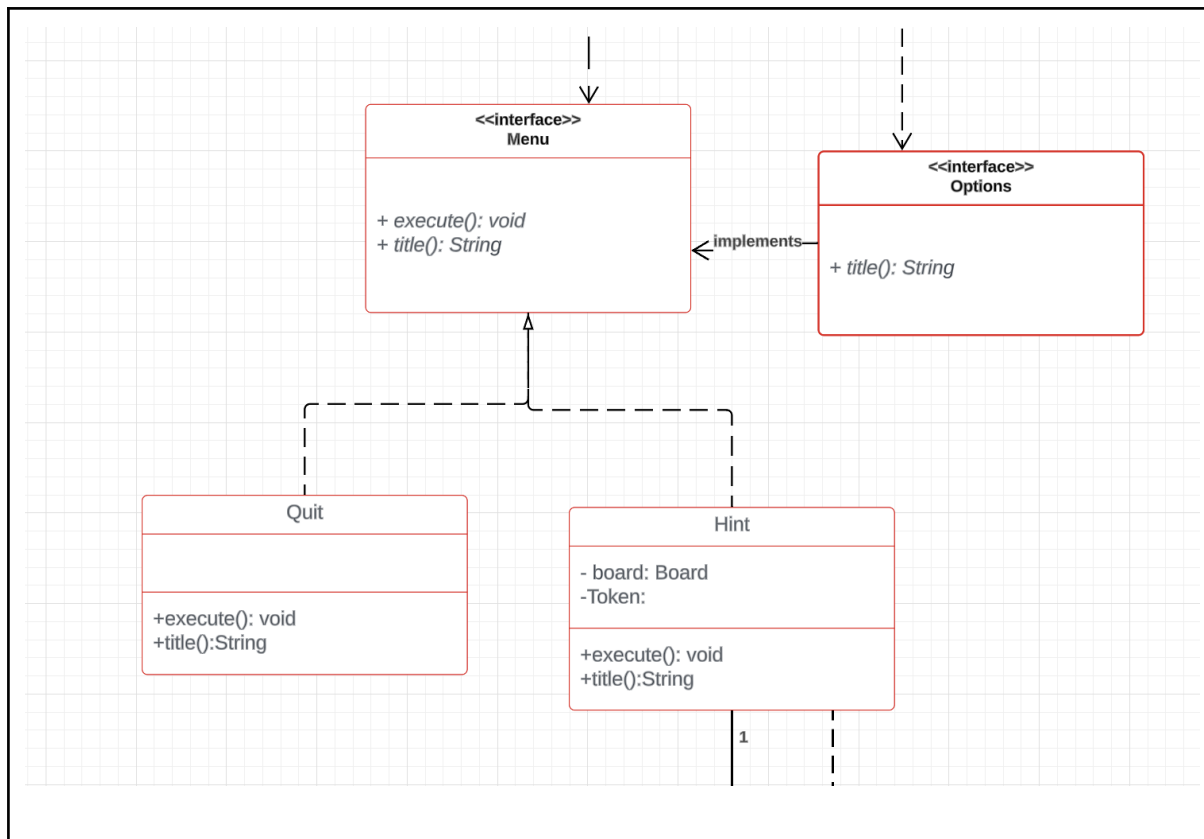 <<interface>>
Menu
+ execute(): void
+ title(): String
<<interface>>
Options
+ title(): String
implements
Quit
+execute(): void
+title():String
Hint
- board: Board
-Token:
+execute(): void
+title():String
1